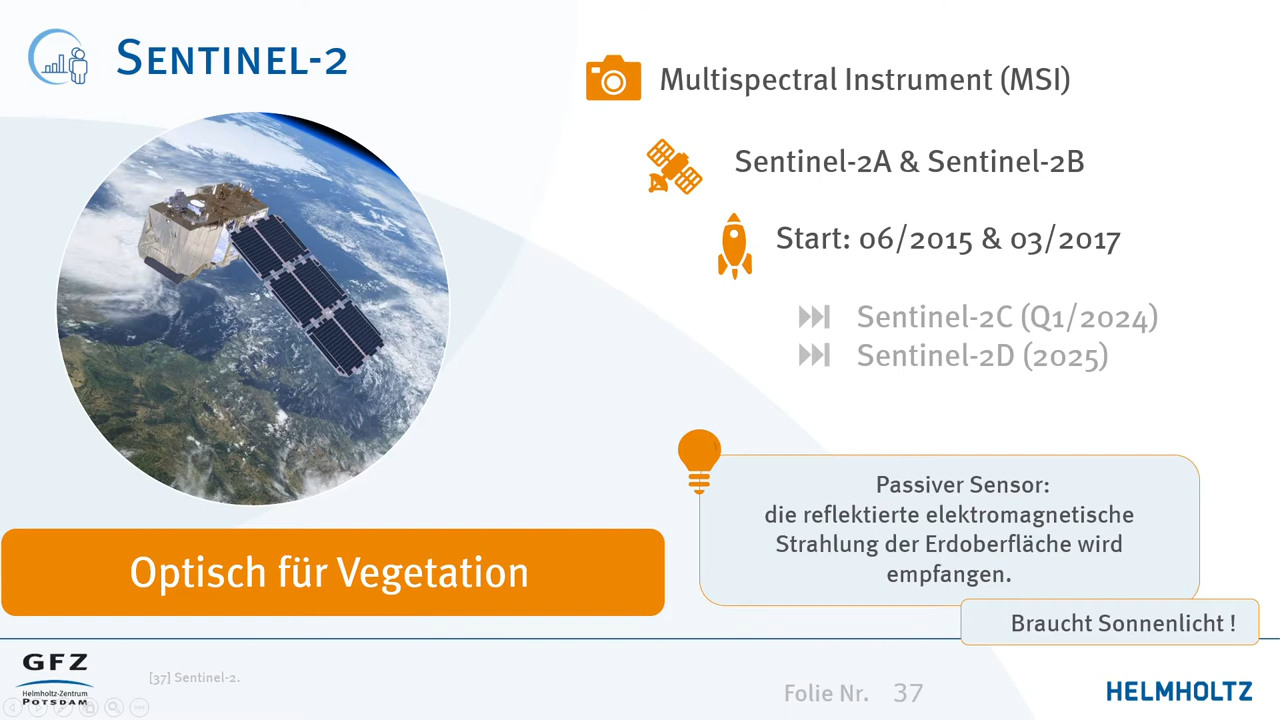 SENTINEL-2
Multispectral Instrument (MSI)
Sentinel-2A & Sentinel-2B
Start: 06/2015 & 03/2017
Sentinel-2C (Q1/2024)
Sentinel-2D (2025)
Passiver Sensor:
die reflektierte elektromagnetische
Strahlung der Erdoberfläche wird
empfangen.
Braucht Sonnenlicht !
Optisch für Vegetation
GFZ
Helmholtz-Zentrum
POTSDAM
[37] Sentinel-2.
Folie Nr. 37
HELMHOLTZ